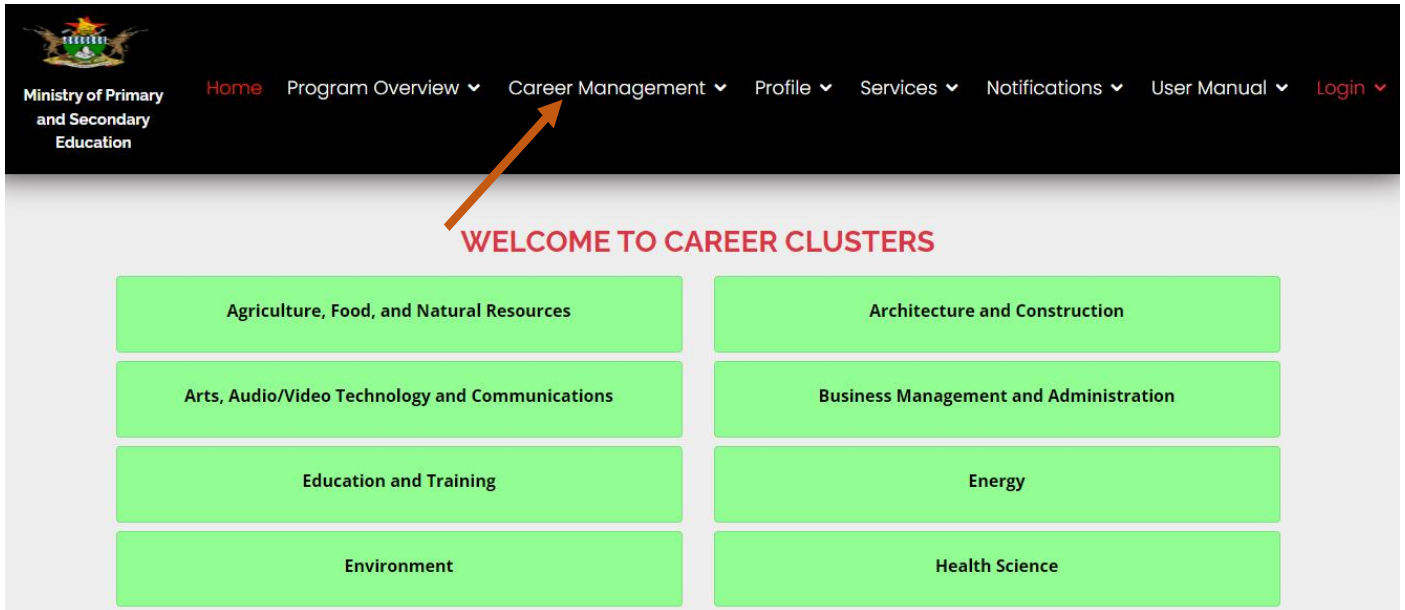 Ministry of Primary
and Secondary
Education
Home Program Overview Career Management Profile Services Notifications User Manual Login
WELCOME TO CAREER CLUSTERS
Agriculture, Food, and Natural Resources
Architecture and Construction
Arts, Audio/Video Technology and Communications
Business Management and Administration
Education and Training
Energy
Environment
Health Science